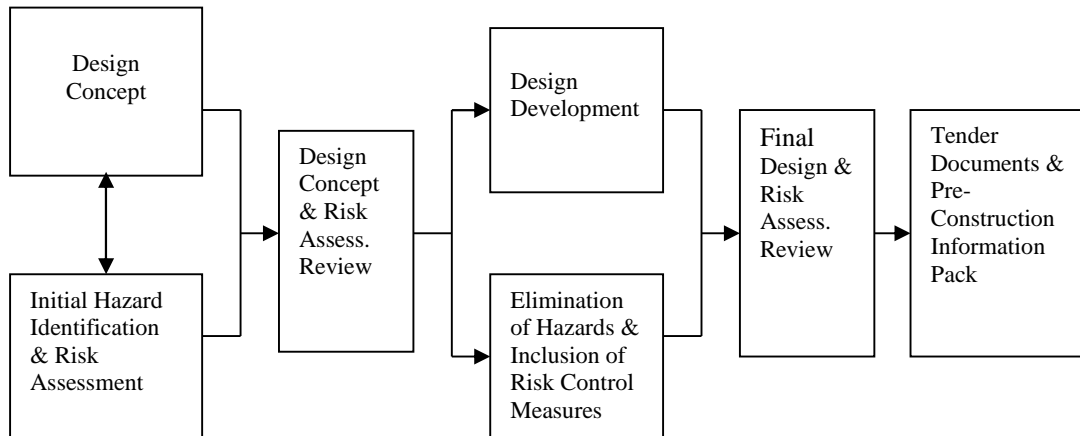 Design
Concept
Initial Hazard
Identification
& Risk
Assessment
Design
Concept
& Risk
Assess.
Review
Design
Development
Elimination
of Hazards &
Inclusion of
Risk Control
Measures
Final
Design &
Risk
Assess.
Review
Tender
Documents &
Pre-
Construction
Information
Pack